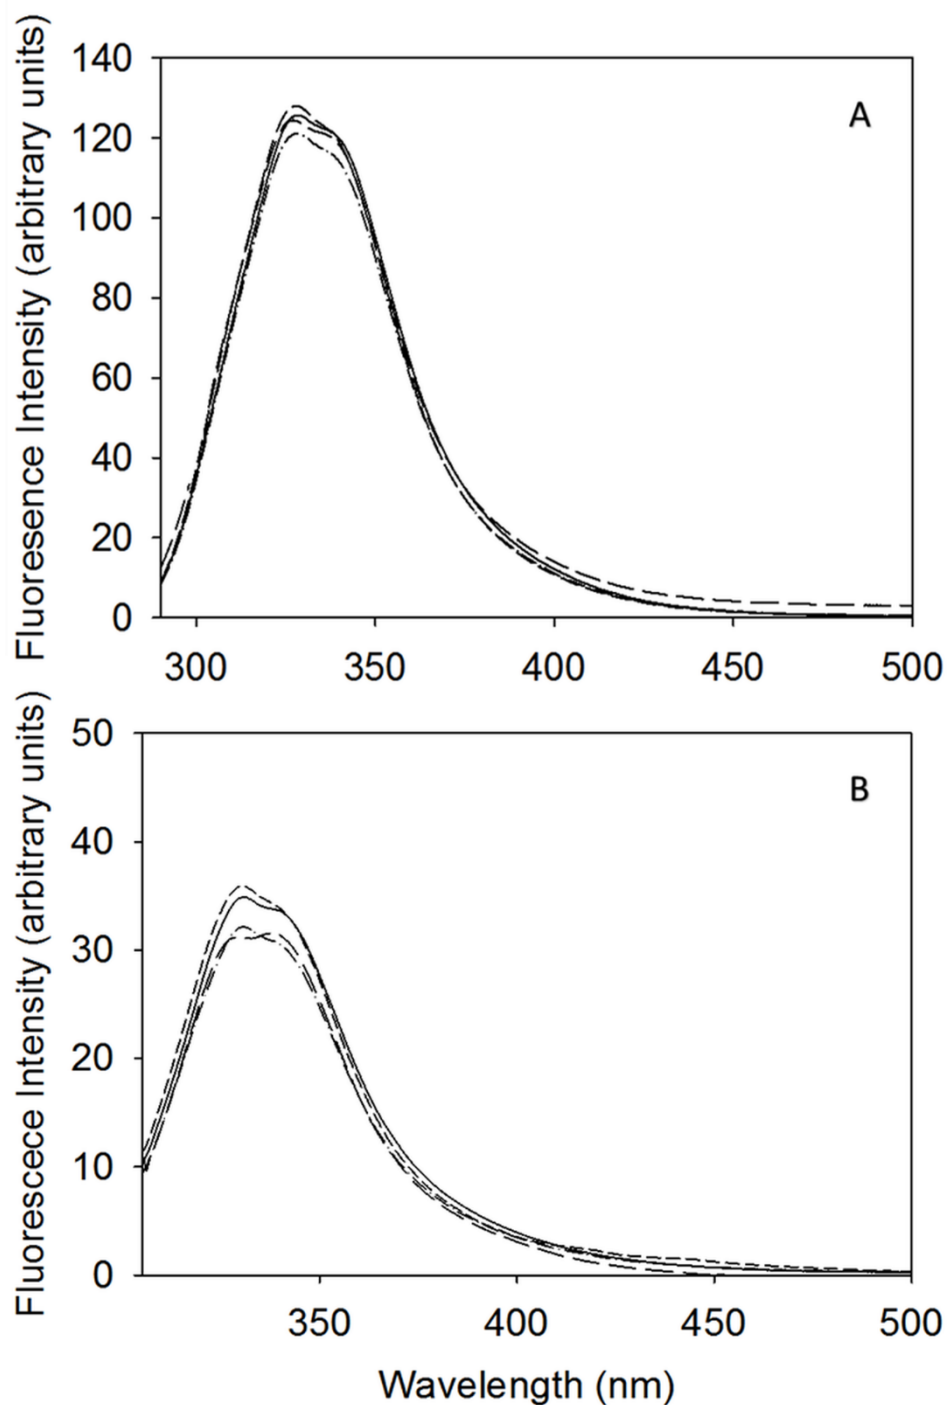 Fluoresence Intensity (arbitrary units)
140
120
100
80
60
40
20
0
A
300 350 400 450 500
Fluorescece Intensity (arbitrary units)
50
40
30
20
10
0
B
350 400 450 500
Wavelength (nm)